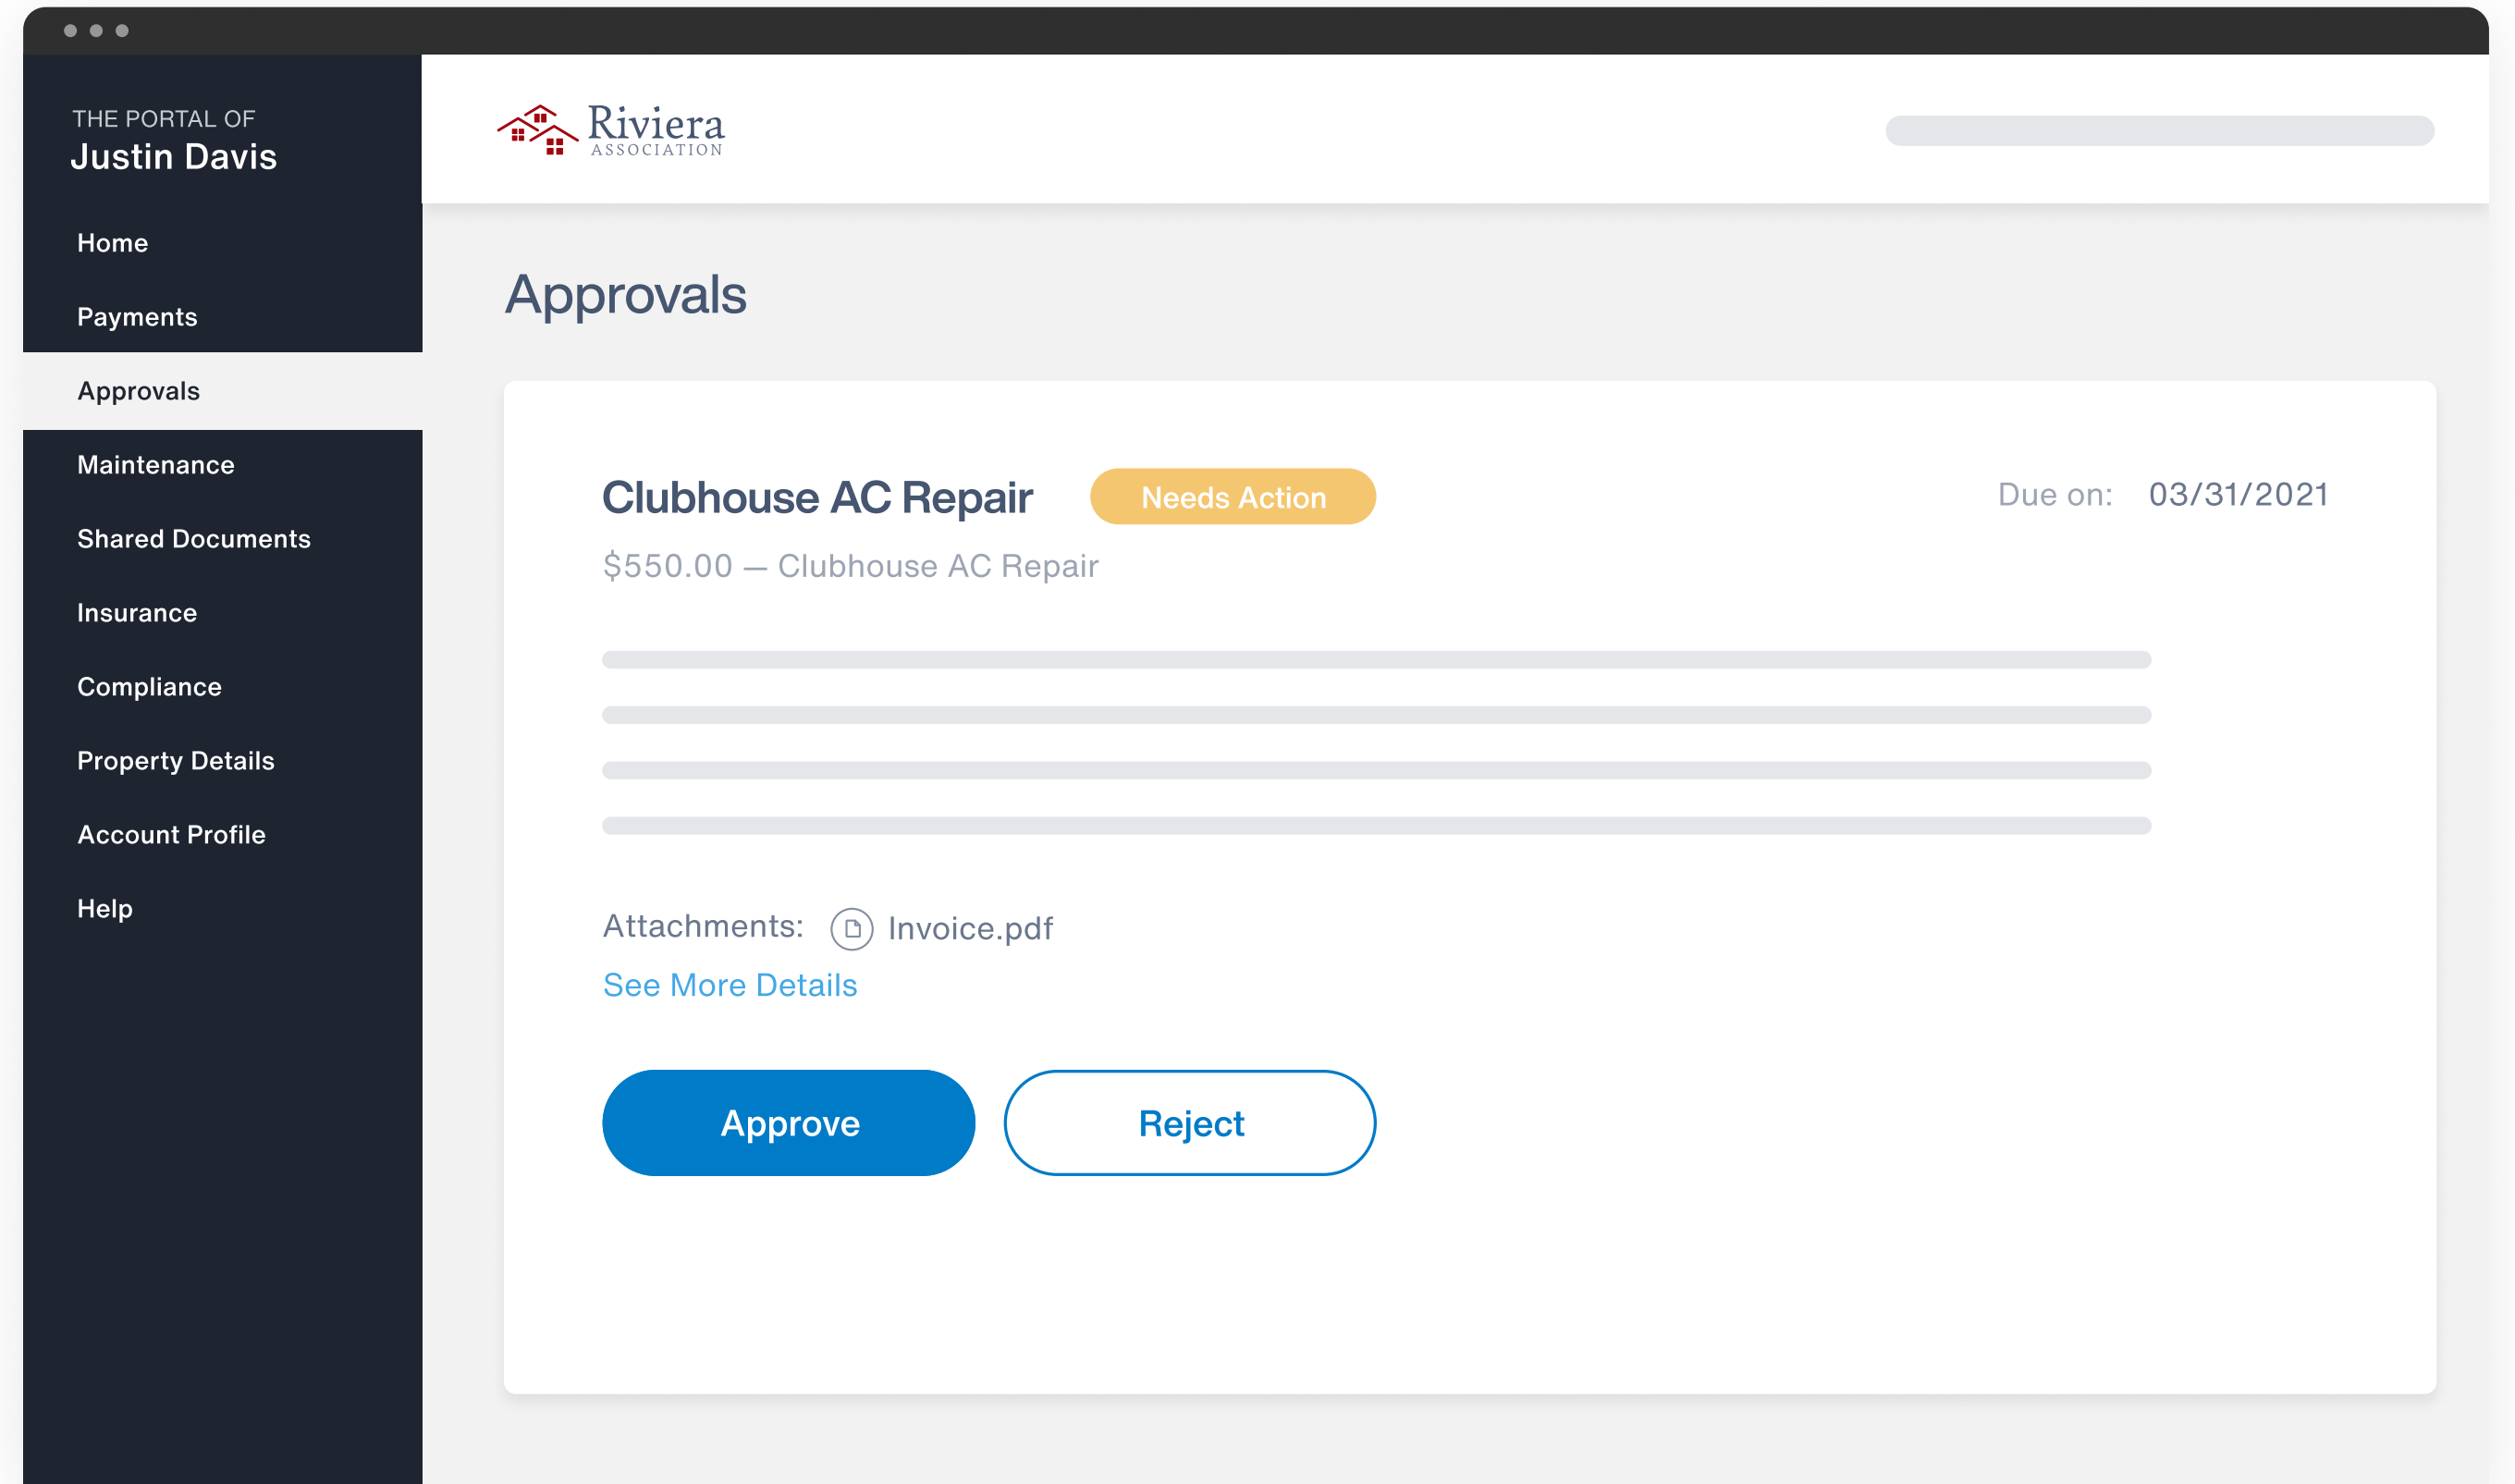 THE PORTAL OF
Justin Davis
Home
Payments
Approvals
Maintenance
Shared Documents
Insurance
Compliance
Property Details
Account Profile
Help
Riviera
ASSOCIATION
Approvals
Clubhouse AC Repair Needs Action Due on: 03/31/2021
$550.00 — Clubhouse AC Repair
Attachments: Invoice.pdf
See More Details
Approve Reject